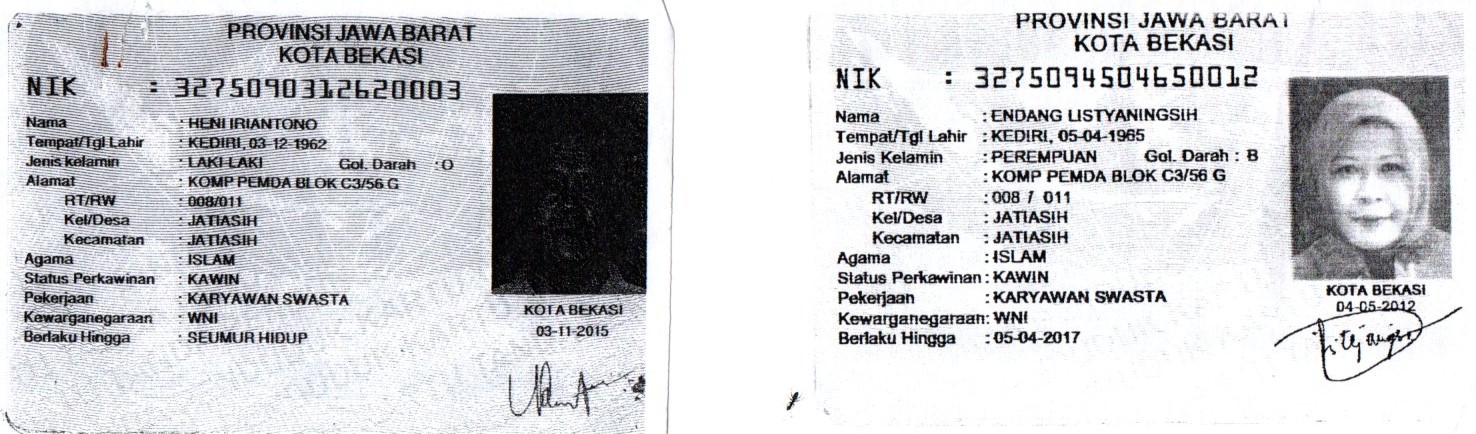 PROVINSI JAWA BARAT
KOTA BEKASI
NIK : 3275090312620003
Nama : HENI IRIANTONO
Tempat/Tgl Lahir : KEDIRI, 03-12-1962
Jenis kelamin : LAKI-LAKI Gol. Darah : O
Alamat : KOMP PEMDA BLOK C3/56 G
RT/RW : 008/011
Kel/Desa : JATIASIH
Kecamatan : JATIASIH
Agama : ISLAM
Status Perkawinan : KAWIN
Pekerjaan : KARYAWAN SWASTA
Kewarganegaraan : WNI
Berlaku Hingga : SEUMUR HIDUP
KOTA BEKASI
03-11-2015
PROVINSI JAWA BARAT
KOTA BEKASI
NIK : 3275094504650012
Nama : ENDANG LISTYANINGSIH
Tempat/Tgl Lahir : KEDIRI, 05-04-1965
Jenis Kelamin : PEREMPUAN Gol. Darah : B
Alamat : KOMP PEMDA BLOK C3/56 G
RT/RW : 008 / 011
Kel/Desa : JATIASIH
Kecamatan : JATIASIH
Agama : ISLAM
Status Perkawinan : KAWIN
Pekerjaan : KARYAWAN SWASTA
Kewarganegaraan : WNI
Berlaku Hingga : 05-04-2017
KOTA BEKASI
04-05-2012